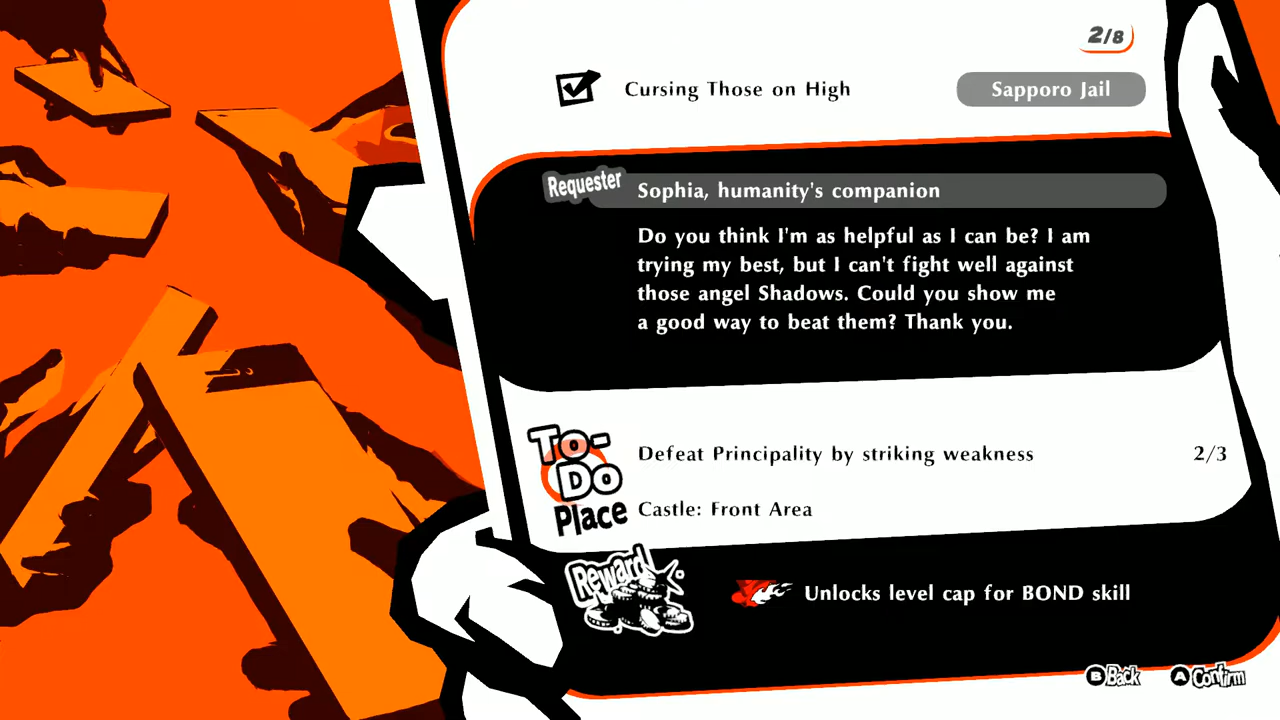 2/8
Cursing Those on High
Sapporo Jail
Requester
Sophia, humanity's companion
Do you think I'm as helpful as I can be? I am
trying my best, but I can't fight well against
those angel Shadows. Could you show me
a good way to beat them? Thank you.
To-
Do
Defeat Principality by striking weakness
2/3
Place
Castle: Front Area
Reward
Unlocks level cap for BOND skill
B Back
A Confirm